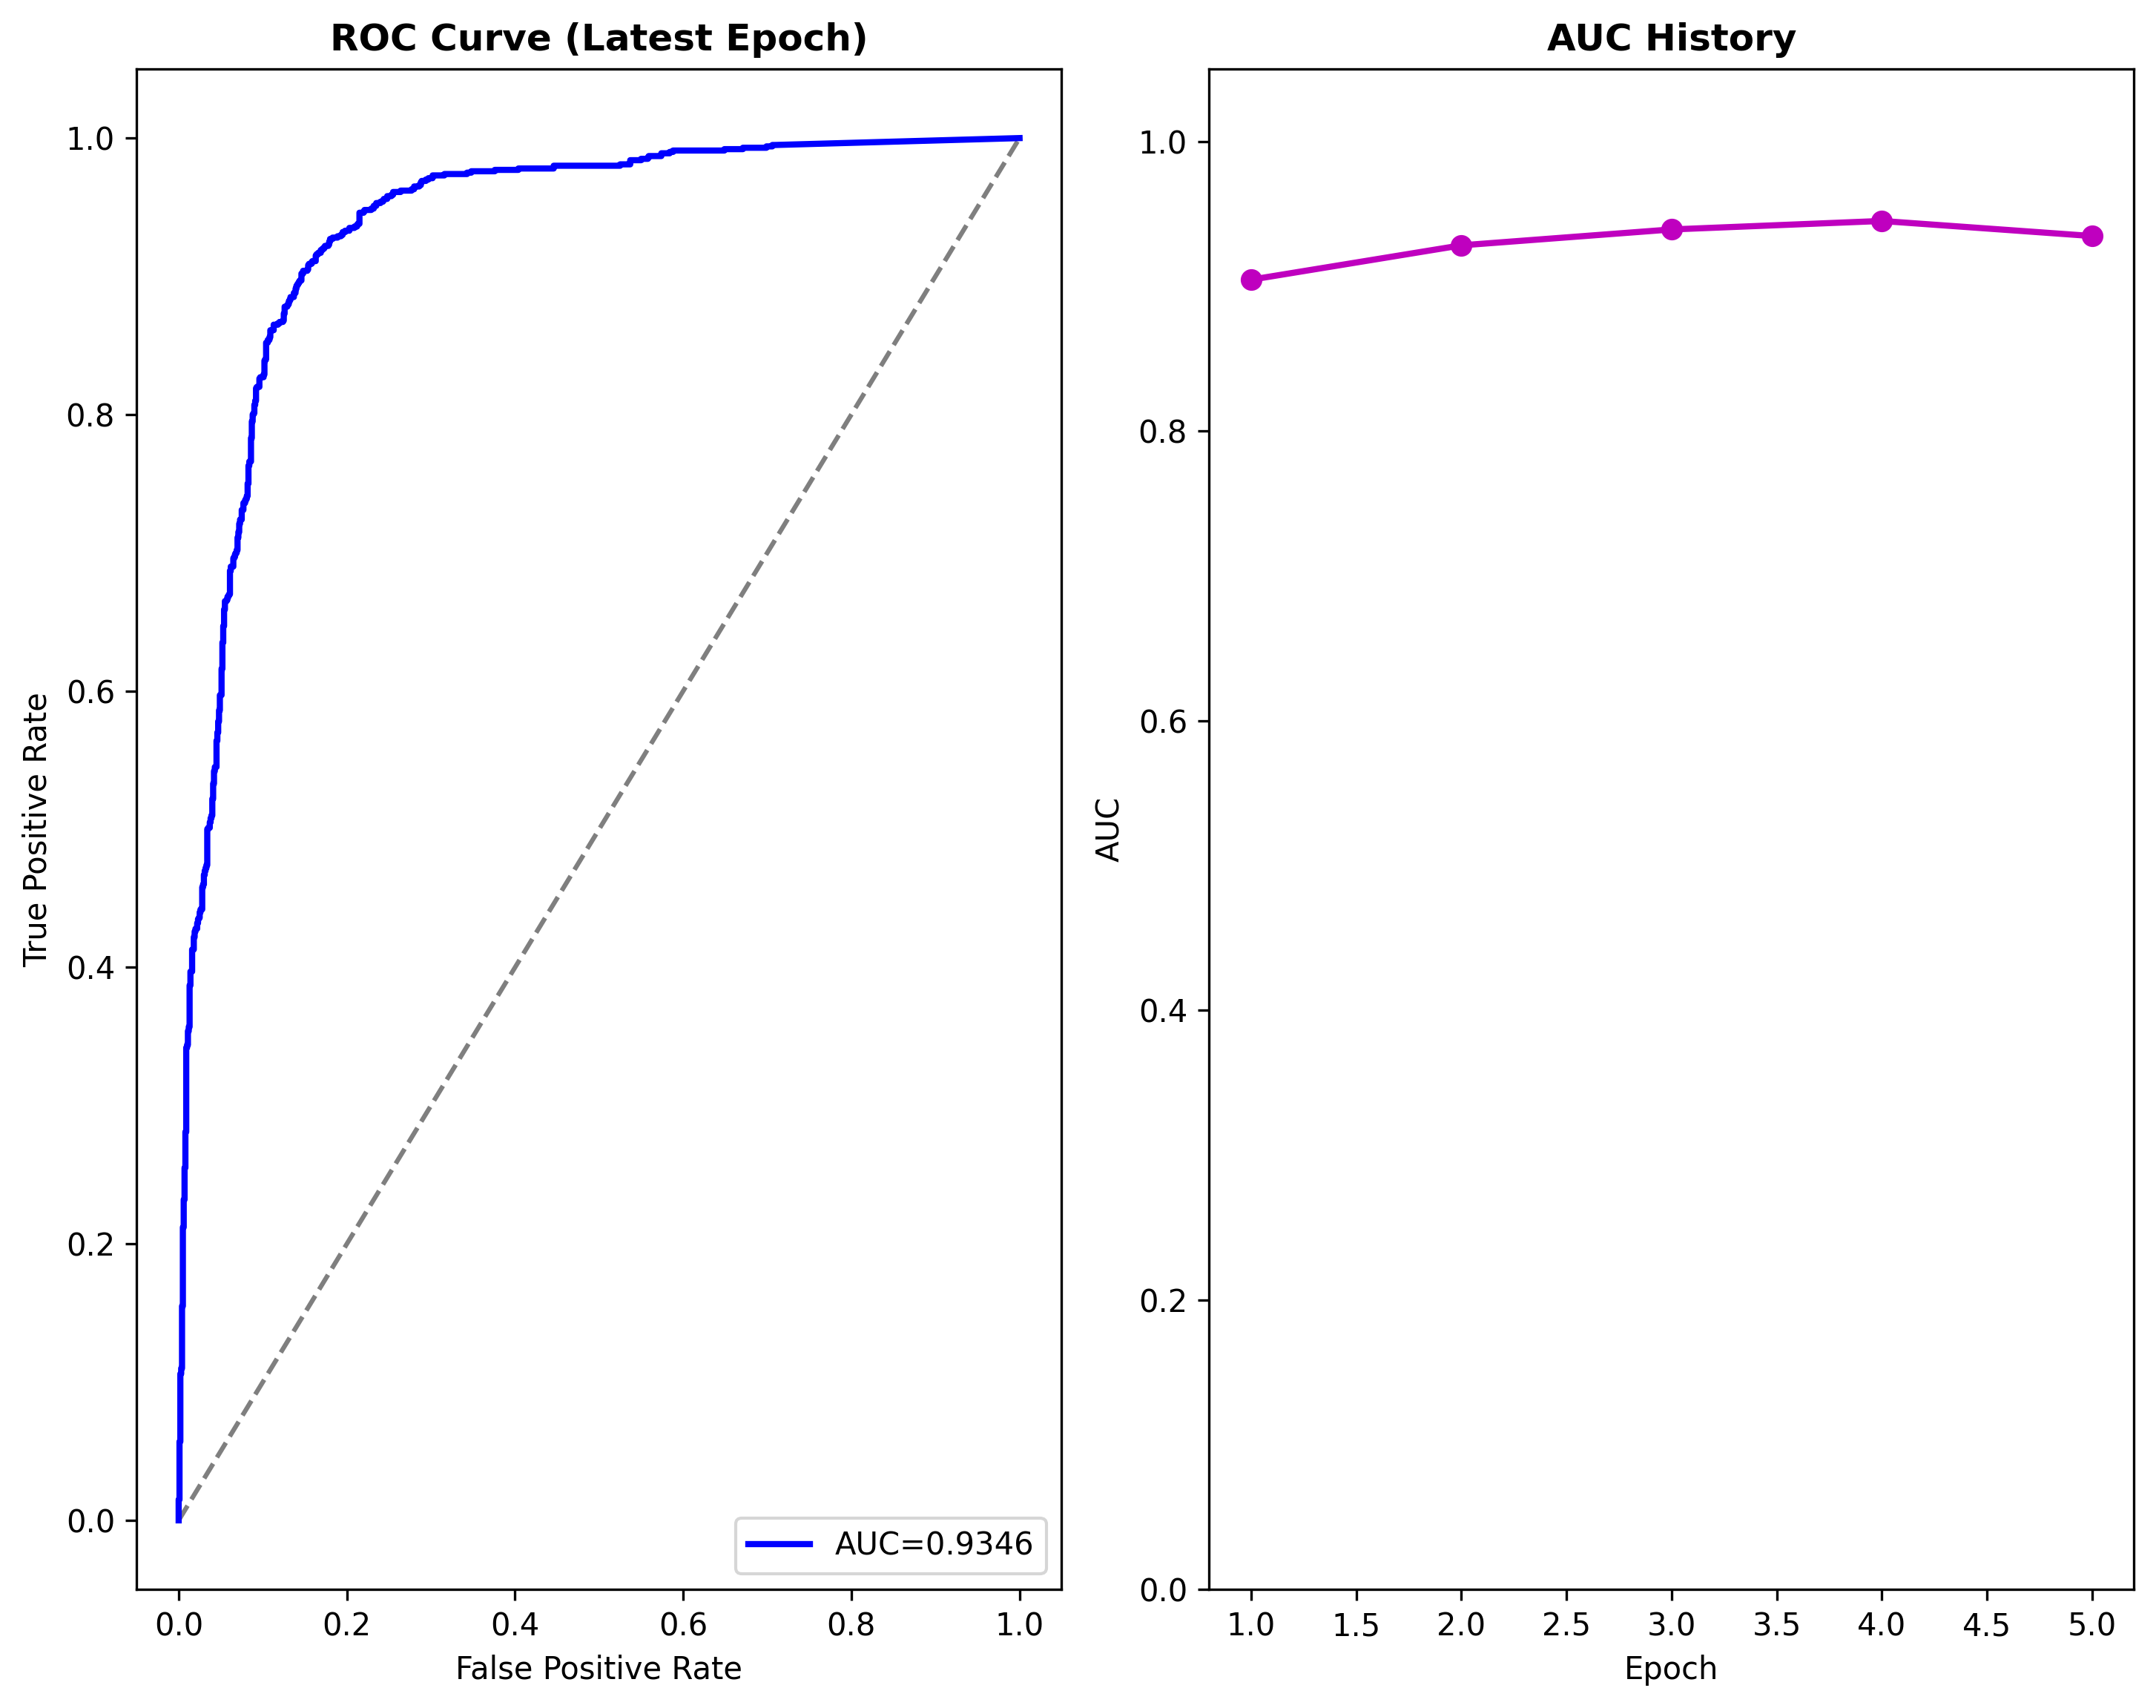 ROC Curve (Latest Epoch)
True Positive Rate
1.0
0.8
0.6
0.4
0.2
0.0
AUC=0.9346
0.0 0.2 0.4 0.6 0.8 1.0
False Positive Rate
AUC History
AUC
1.0
0.8
0.6
0.4
0.2
0.0
1.0 1.5 2.0 2.5 3.0 3.5 4.0 4.5 5.0
Epoch